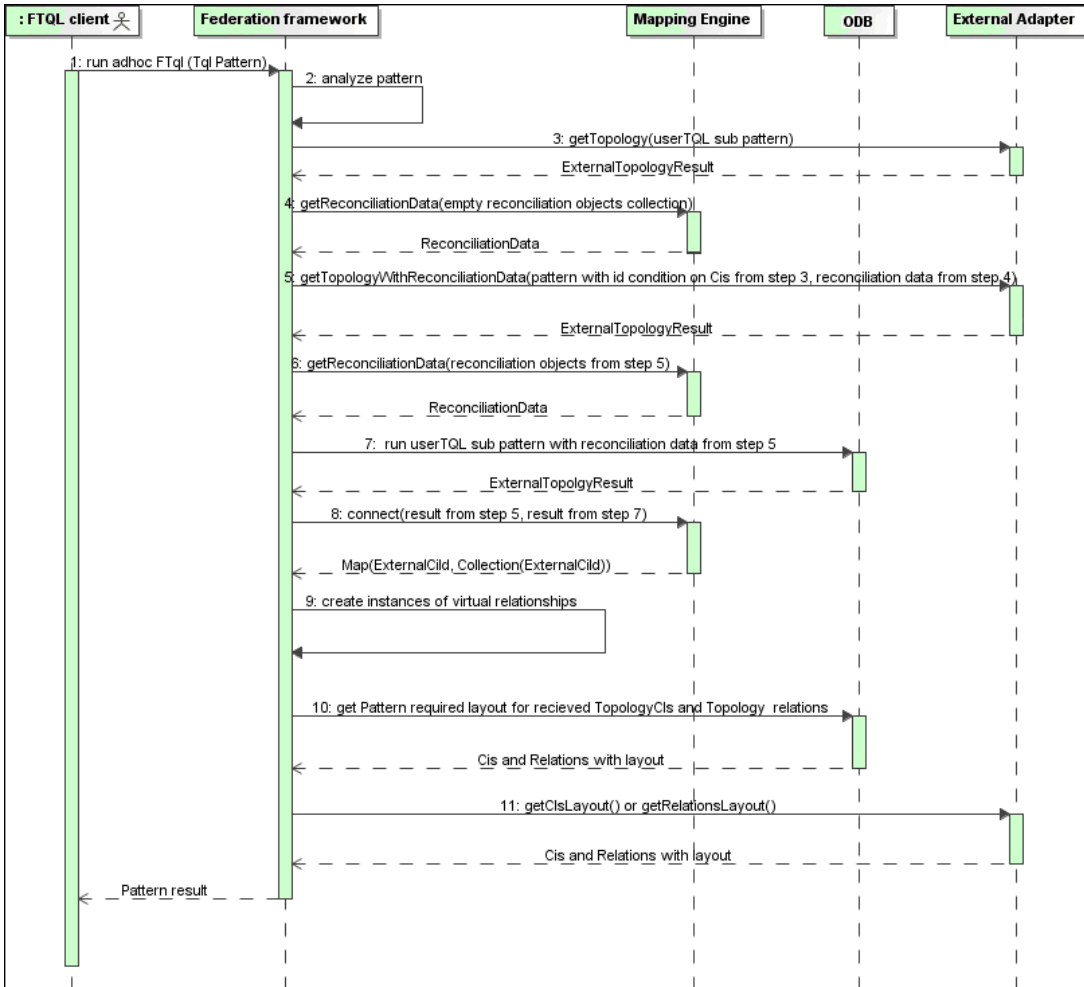 : FTQL client
Federation framework
Mapping Engine
ODB
External Adapter
1: run adhoc FTql (Tql Pattern)
2: analyze pattern
3: getTopology(userTQL sub pattern)
ExternalTopologyResult
4: getReconciliationData(empty reconciliation objects collection)
ReconciliationData
5: getTopologyWithReconciliationData(pattern with id condition on Cis from step 3, reconciliation data from step 4)
ExternalTopologyResult
6: getReconciliationData(reconciliation objects from step 5)
ReconciliationData
7: run userTQL sub pattern with reconciliation data from step 5
ExternalTopolgyResult
8: connect(result from step 5, result from step 7)
Map(ExternalCiId, Collection(ExternalCiId))
9: create instances of virtual relationships
10: get Pattern required layout for recieved TopologyCIs and Topology relations
Cis and Relations with layout
11: getCIsLayout() or getRelationsLayout()
Cis and Relations with layout
Pattern result